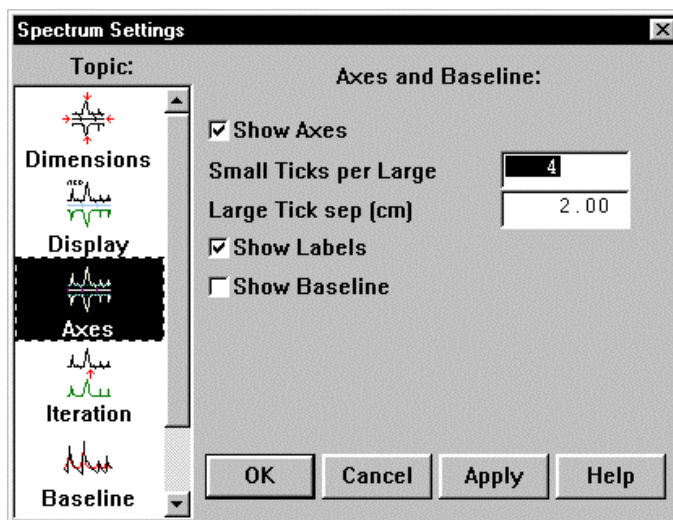 Spectrum Settings
Topic:
Dimensions
Display
Axes
Iteration
Baseline
Axes and Baseline:
Show Axes
Small Ticks per Large 4
Large Tick sep (cm) 2.00
Show Labels
Show Baseline
OK Cancel Apply Help